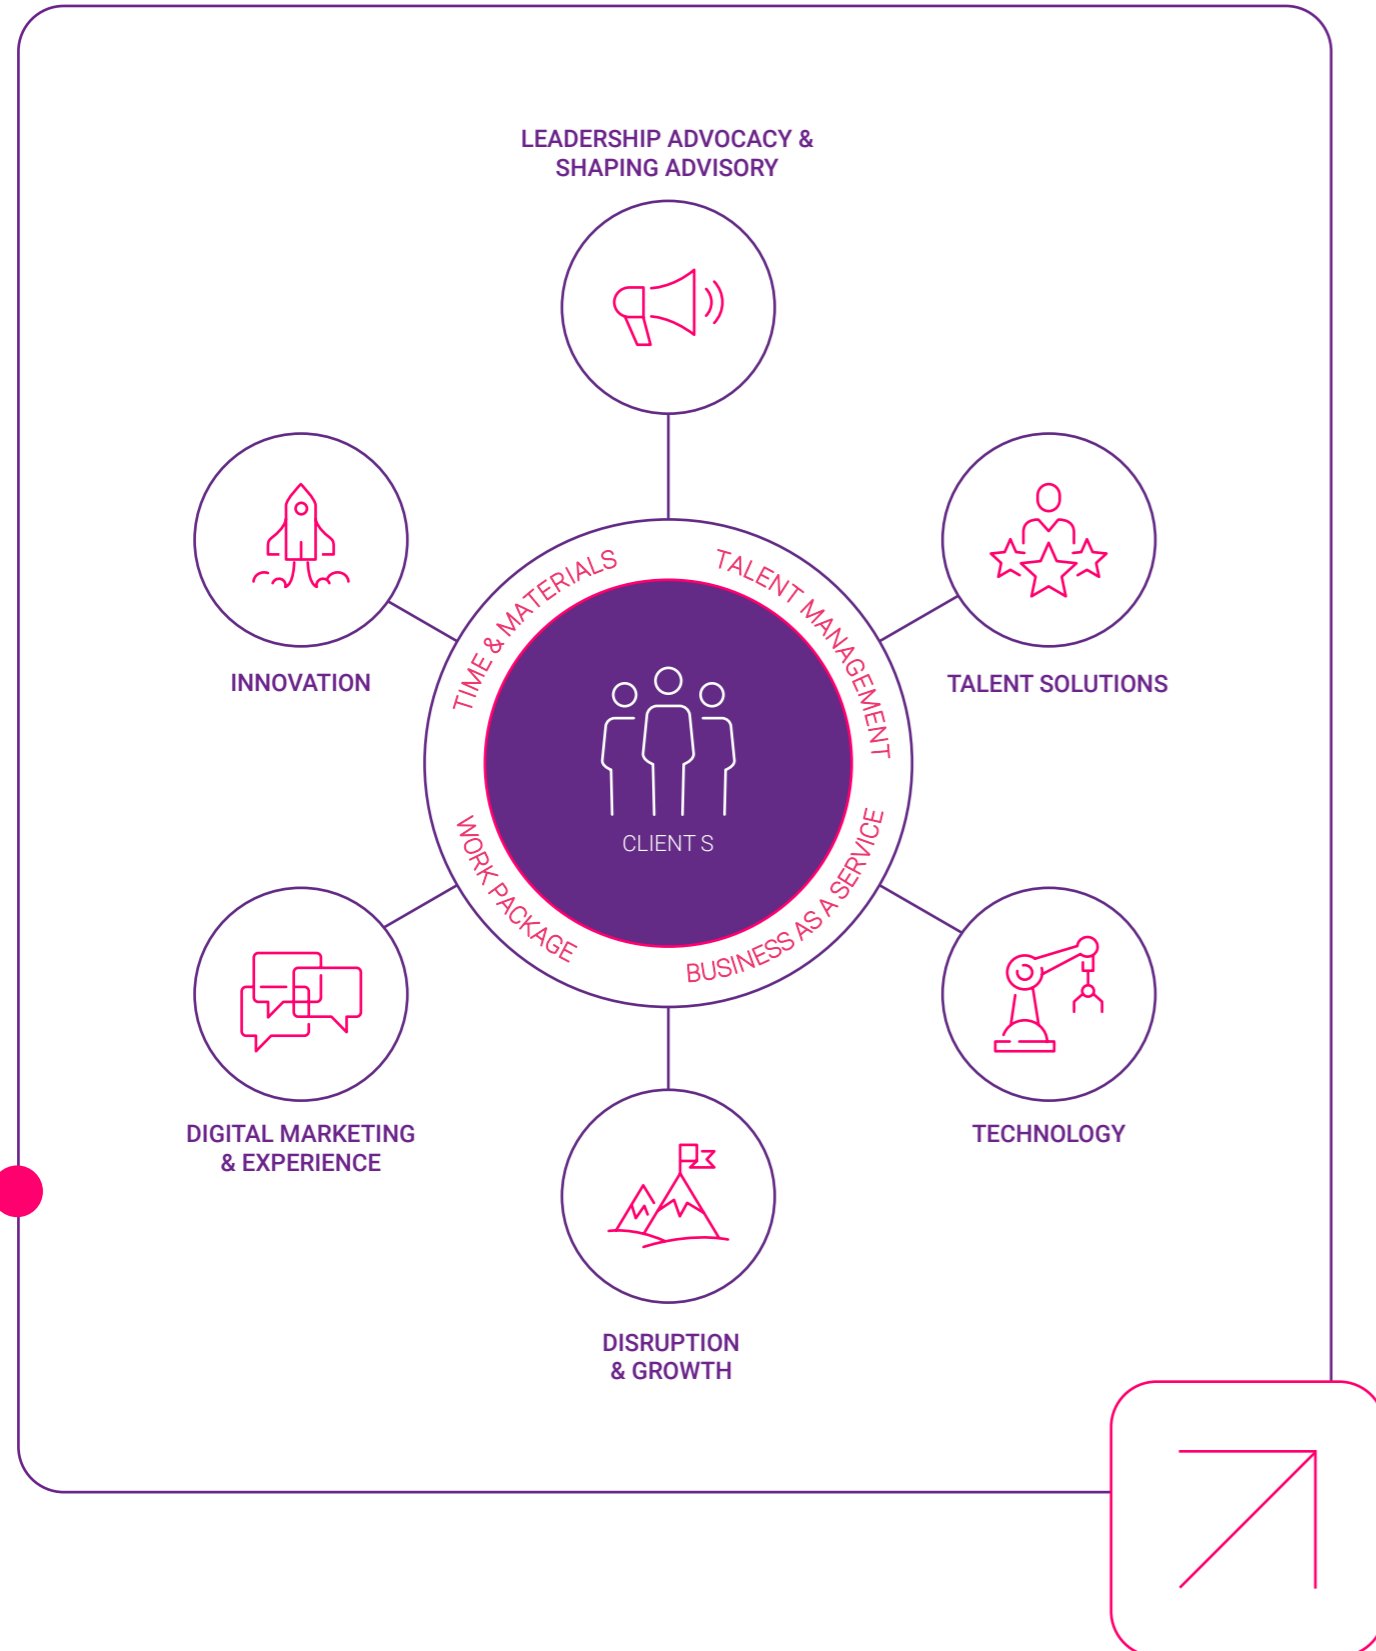 LEADERSHIP ADVOCACY &
SHAPING ADVISORY
INNOVATION
TALENT SOLUTIONS
TIME & MATERIALS
TALENT MANAGEMENT
CLIENT S
WORK PACKAGE
BUSINESS AS A SERVICE
DIGITAL MARKETING
& EXPERIENCE
TECHNOLOGY
DISRUPTION
& GROWTH